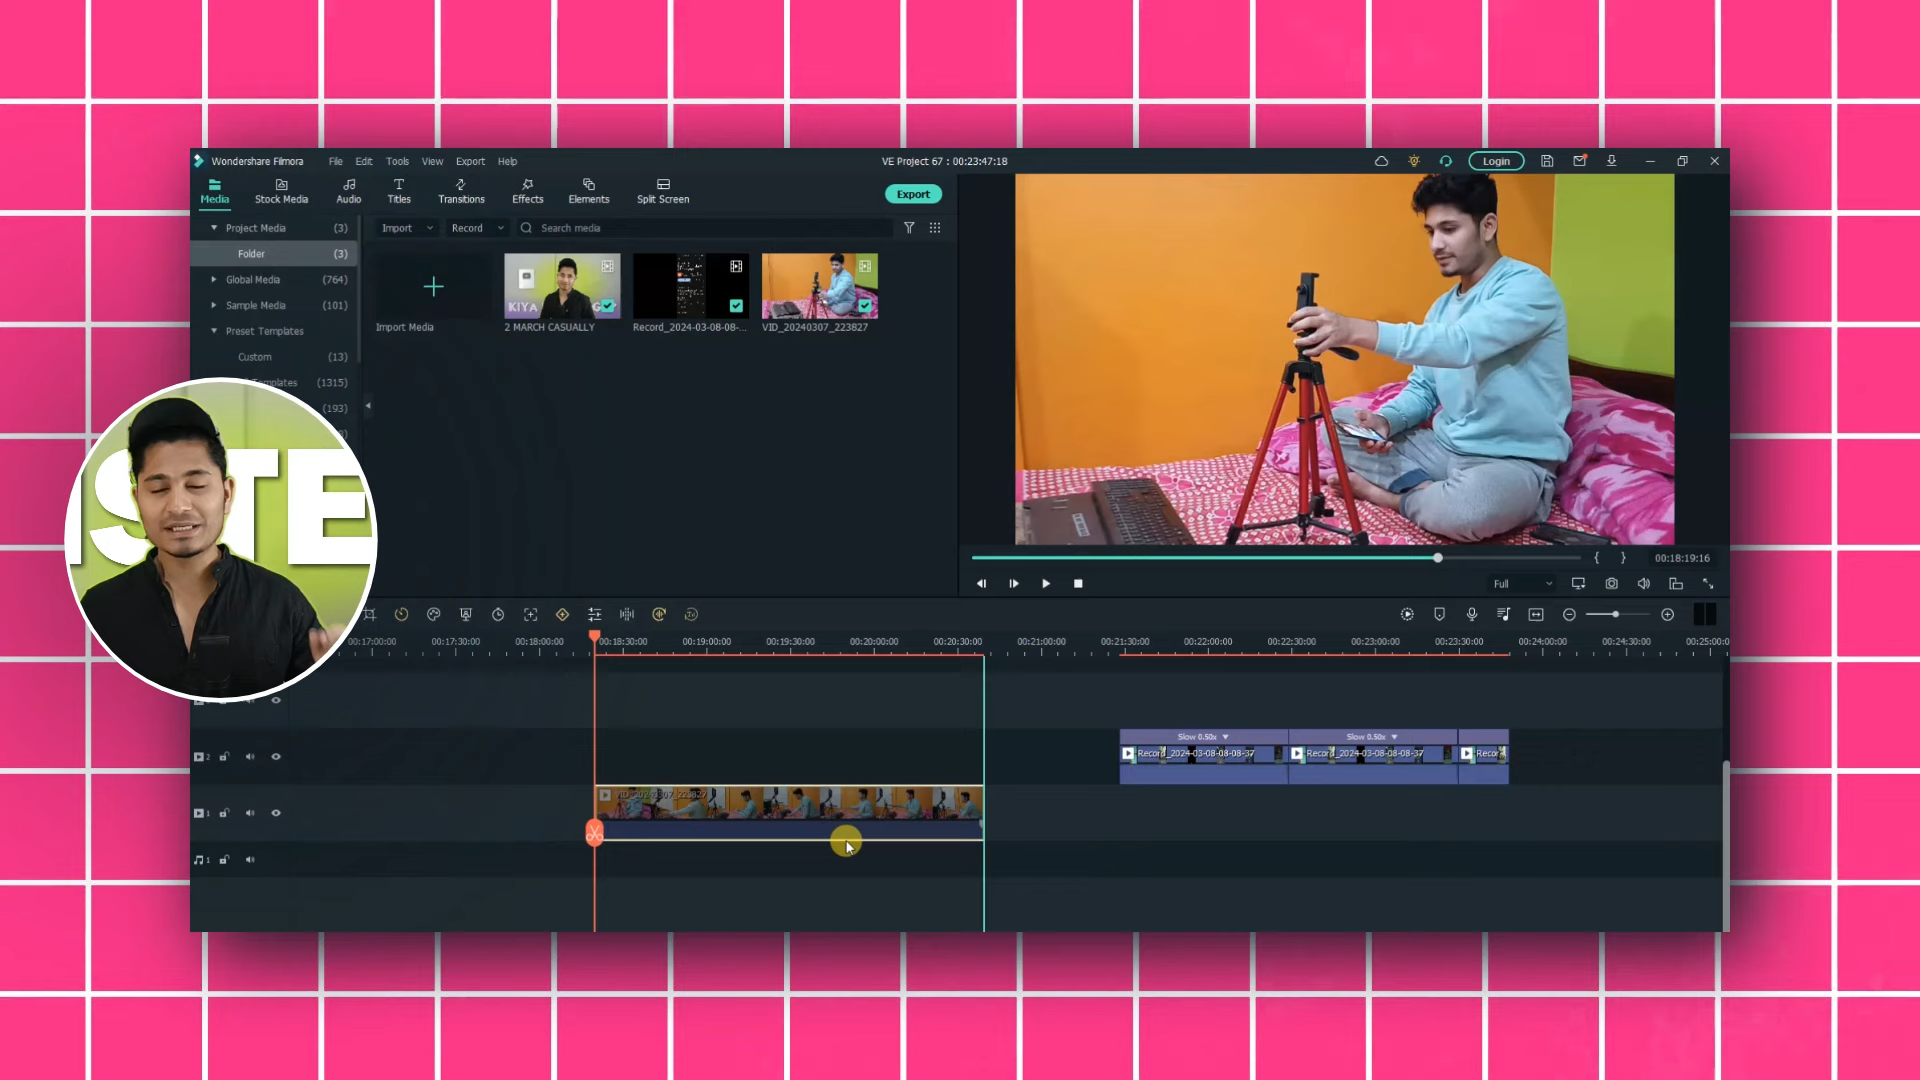 Wondershare Filmora File Edit Tools View Export Help VE Project 67 : 00:23:47:18 Login
Media Stock Media Audio Titles Transitions Effects Elements Split Screen Export
Project Media (3) Import Record Search media
Folder (3)
Global Media (764)
Sample Media (101)
Preset Templates
Custom (13)
Templates (1315)
(193)
KIYA G
Import Media 2 MARCH CASUALLY Record_2024-03-08-08-... VID_20240307_223827
STE
{ } 00:18:19:16
Full
00:17:00:00 00:17:30:00 00:18:00:00 00:18:30:00 00:19:00:00 00:19:30:00 00:20:00:00 00:20:30:00 00:21:00:00 00:21:30:00 00:22:00:00 00:22:30:00 00:23:00:00 00:23:30:00 00:24:00:00 00:24:30:00 00:25:00:0
Slow 0.50x Slow 0.50x
2 Record_2024-03-08-08-08-37 Record_2024-03-08-08-08-37 Record
VID_20240307_223827
1
1